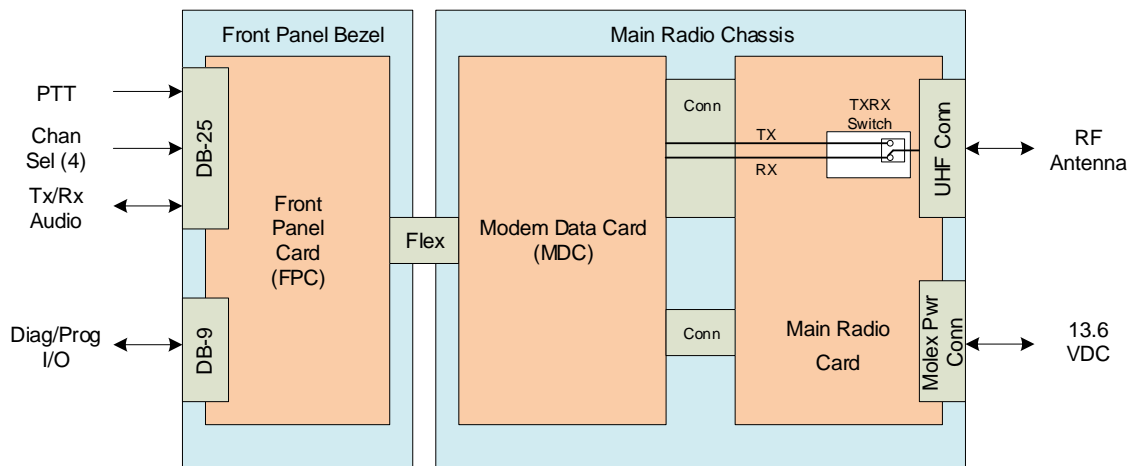 Front Panel Bezel
Main Radio Chassis
PTT
Chan
Sel (4)
Tx/Rx
Audio
Diag/Prog
I/O
DB-25
DB-9
Front
Panel
Card
(FPC)
Flex
Modem Data Card
(MDC)
Conn
Conn
TX
RX
TXRX
Switch
Main Radio
Card
UHF Conn
Molex Pwr
Conn
RF
Antenna
13.6
VDC